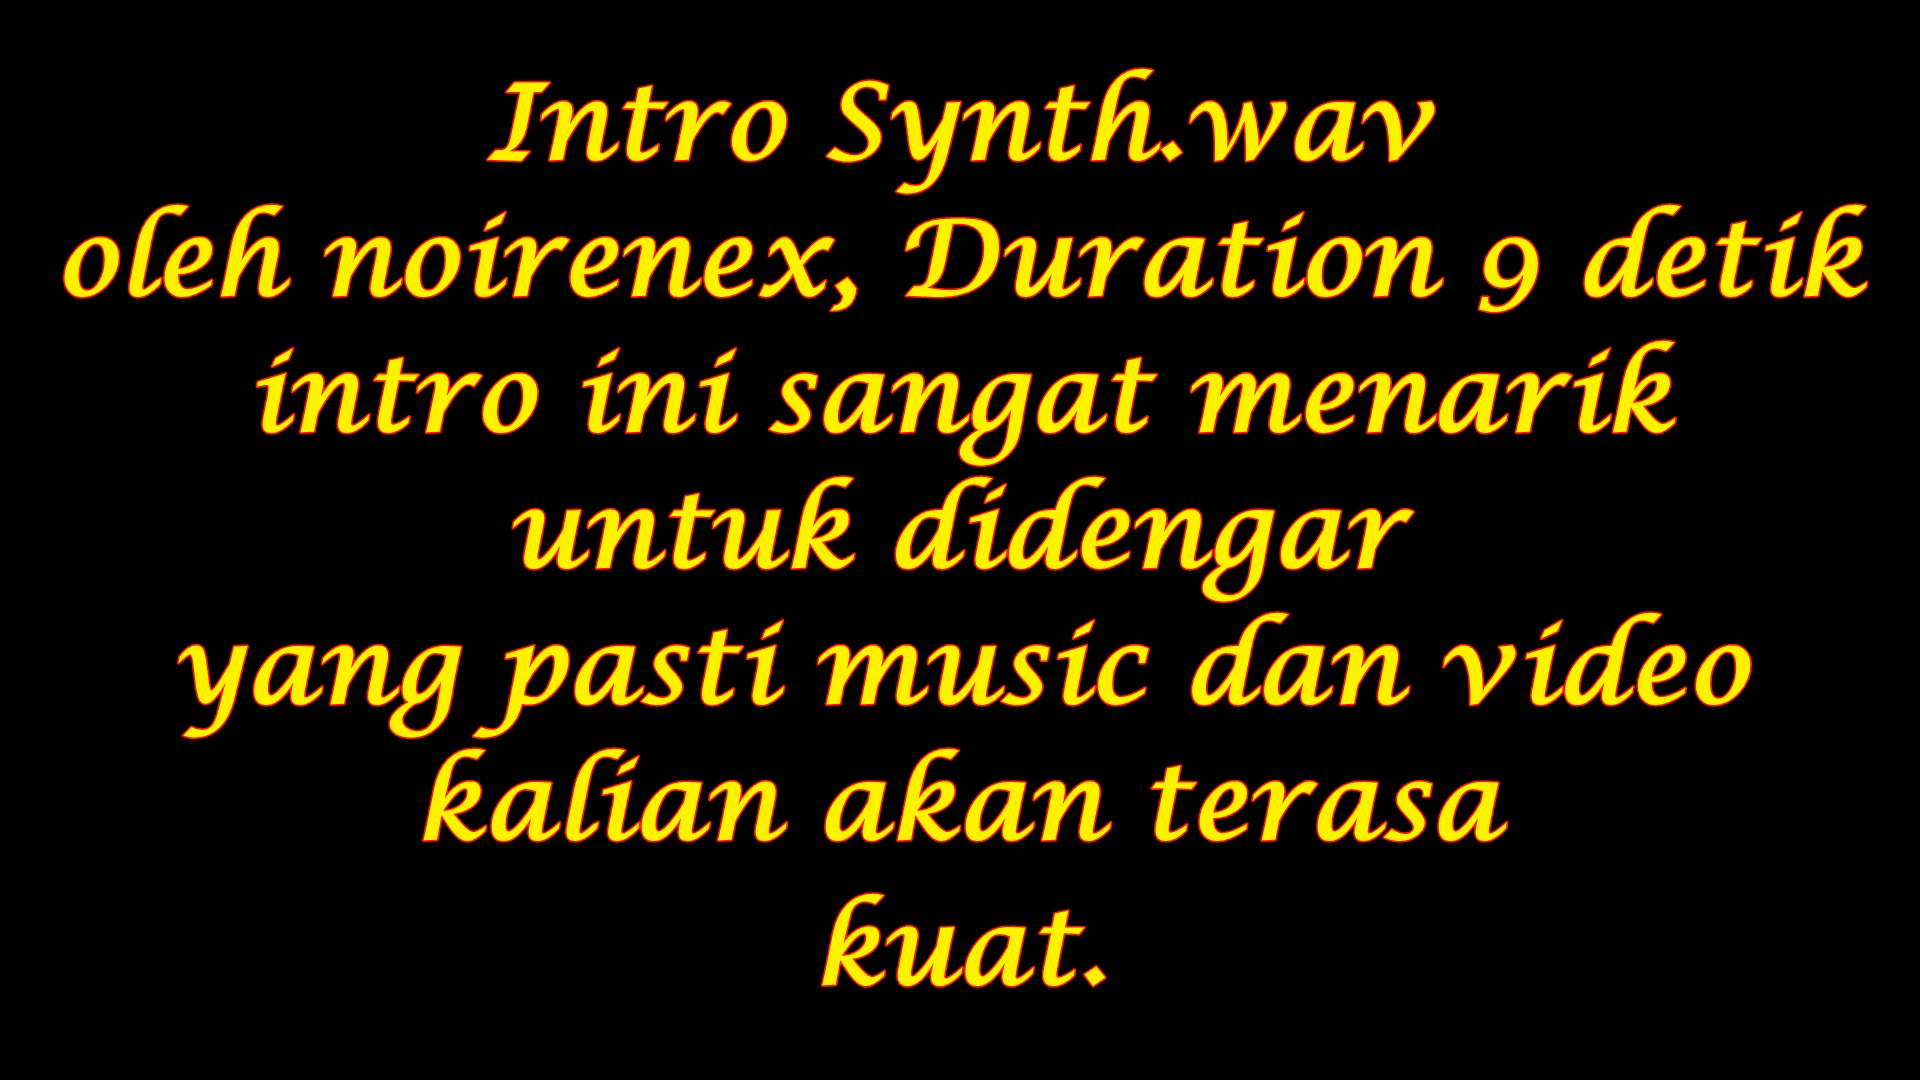 Intro Synth.wav
oleh noirenex, Duration 9 detik
intro ini sangat menarik
untuk didengar
yang pasti music dan video
kalian akan terasa
kuat.